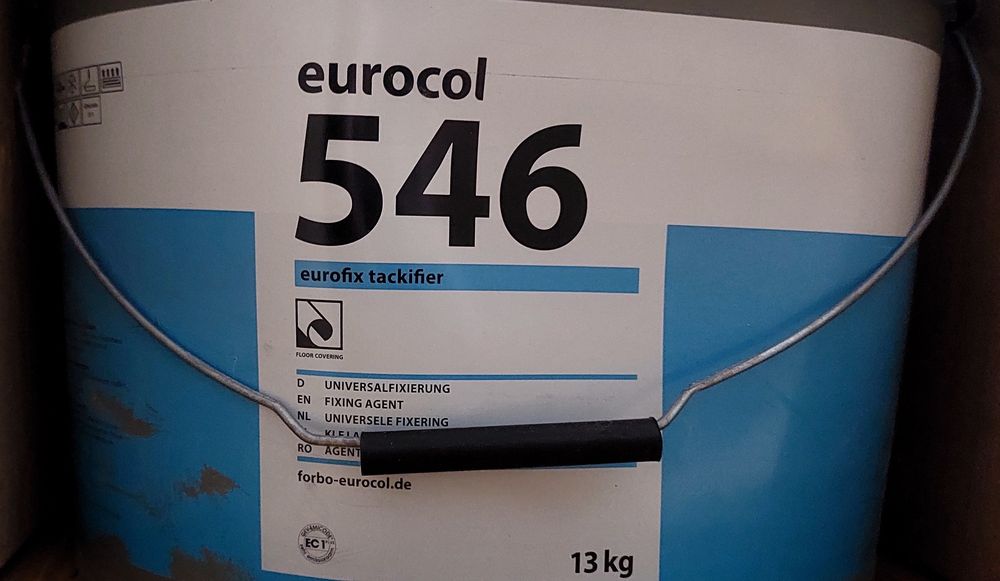 eurocol
546
eurofix tackifier
FLOOR COVERING
D UNIVERSALFIXIERUNG
EN FIXING AGENT
NL UNIVERSELE FIXERING
RO AGENT
forbo-eurocol.de
EC1
13 kg